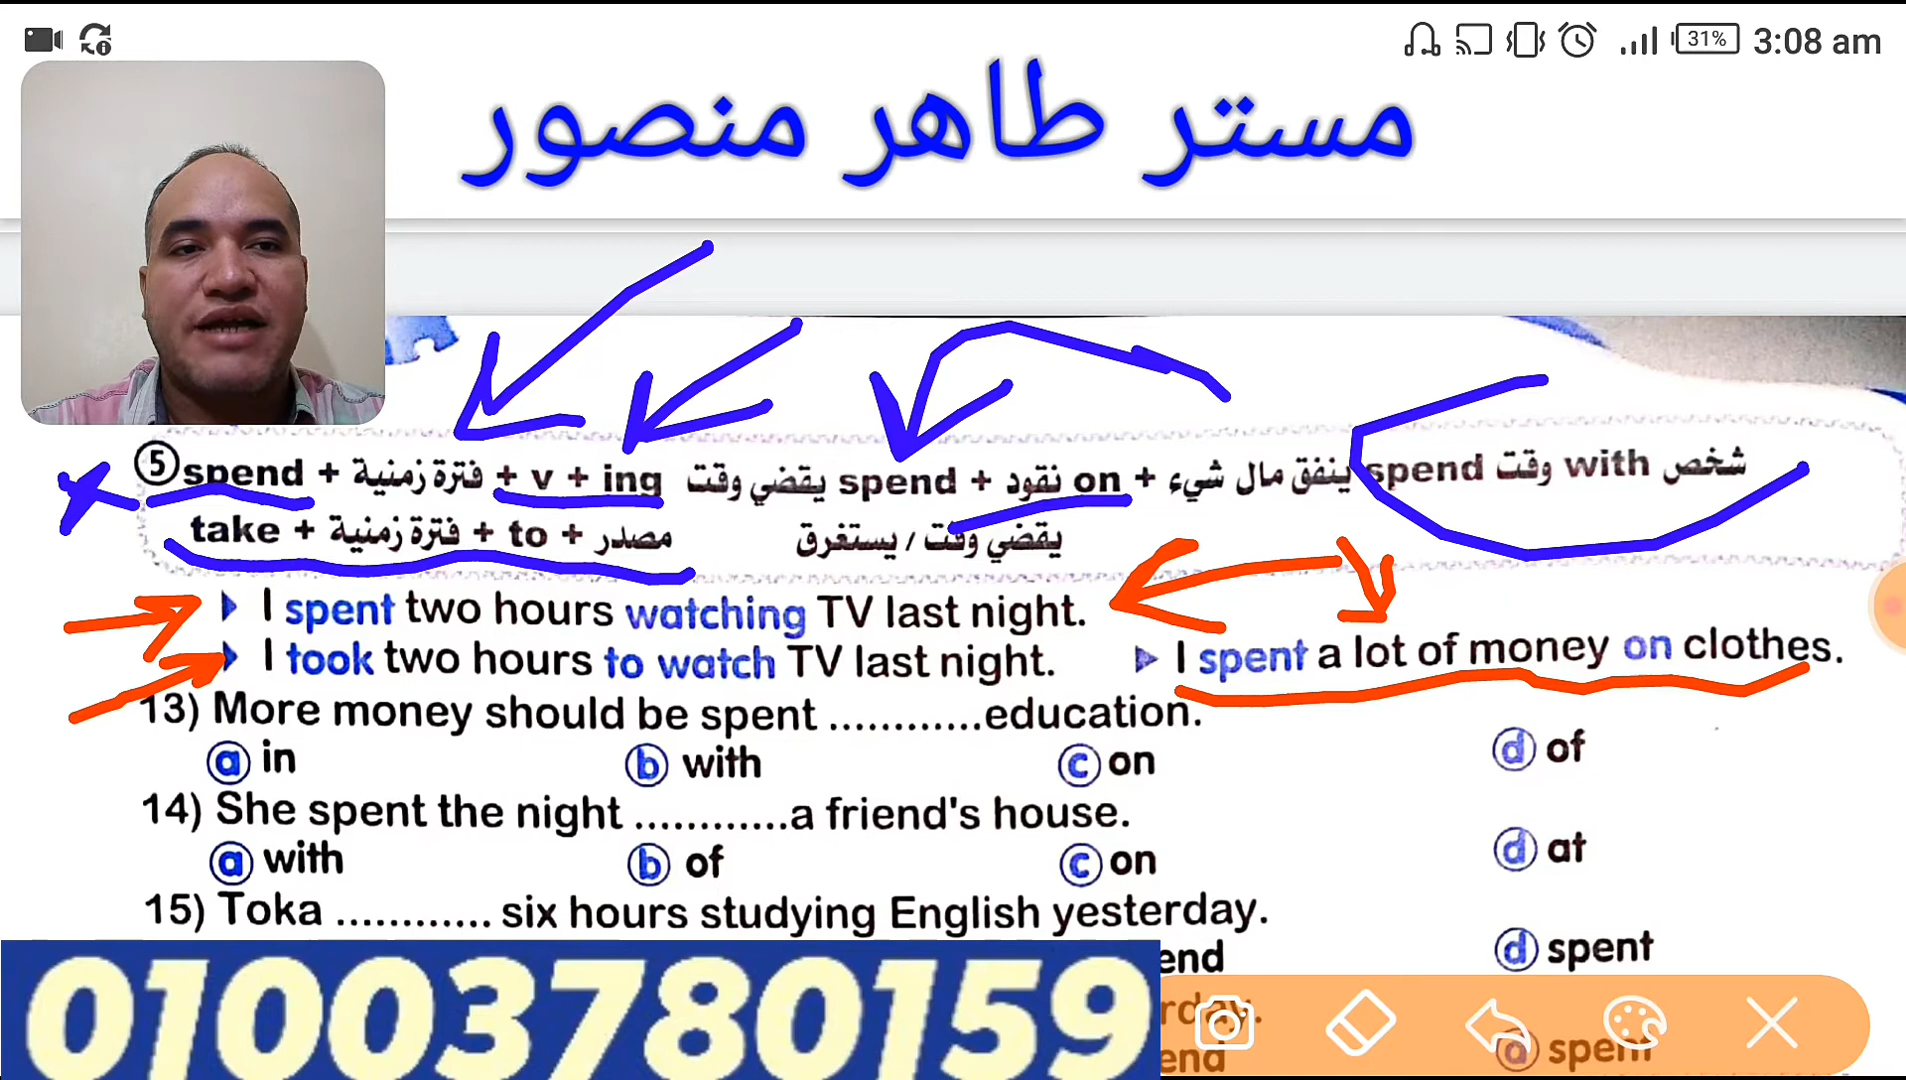 31% 3:08 am
مستر طاهر منصور
⑤ spend + فترة زمنية + v + ing يقضي وقت spend + نقود on + ينفق مال شيء spend وقت with شخص
take + فترة زمنية + to + مصدر يقضي وقت / يستغرق
I spent two hours watching TV last night.
I took two hours to watch TV last night. I spent a lot of money on clothes.
13) More money should be spent ............education.
ⓐ in ⓑ with ⓒ on ⓓ of
14) She spent the night ............a friend's house.
ⓐ with ⓑ of ⓒ on ⓓ at
15) Toka ............ six hours studying English yesterday.
end ⓓ spent
rday.
end ⓓ spent
01003780159